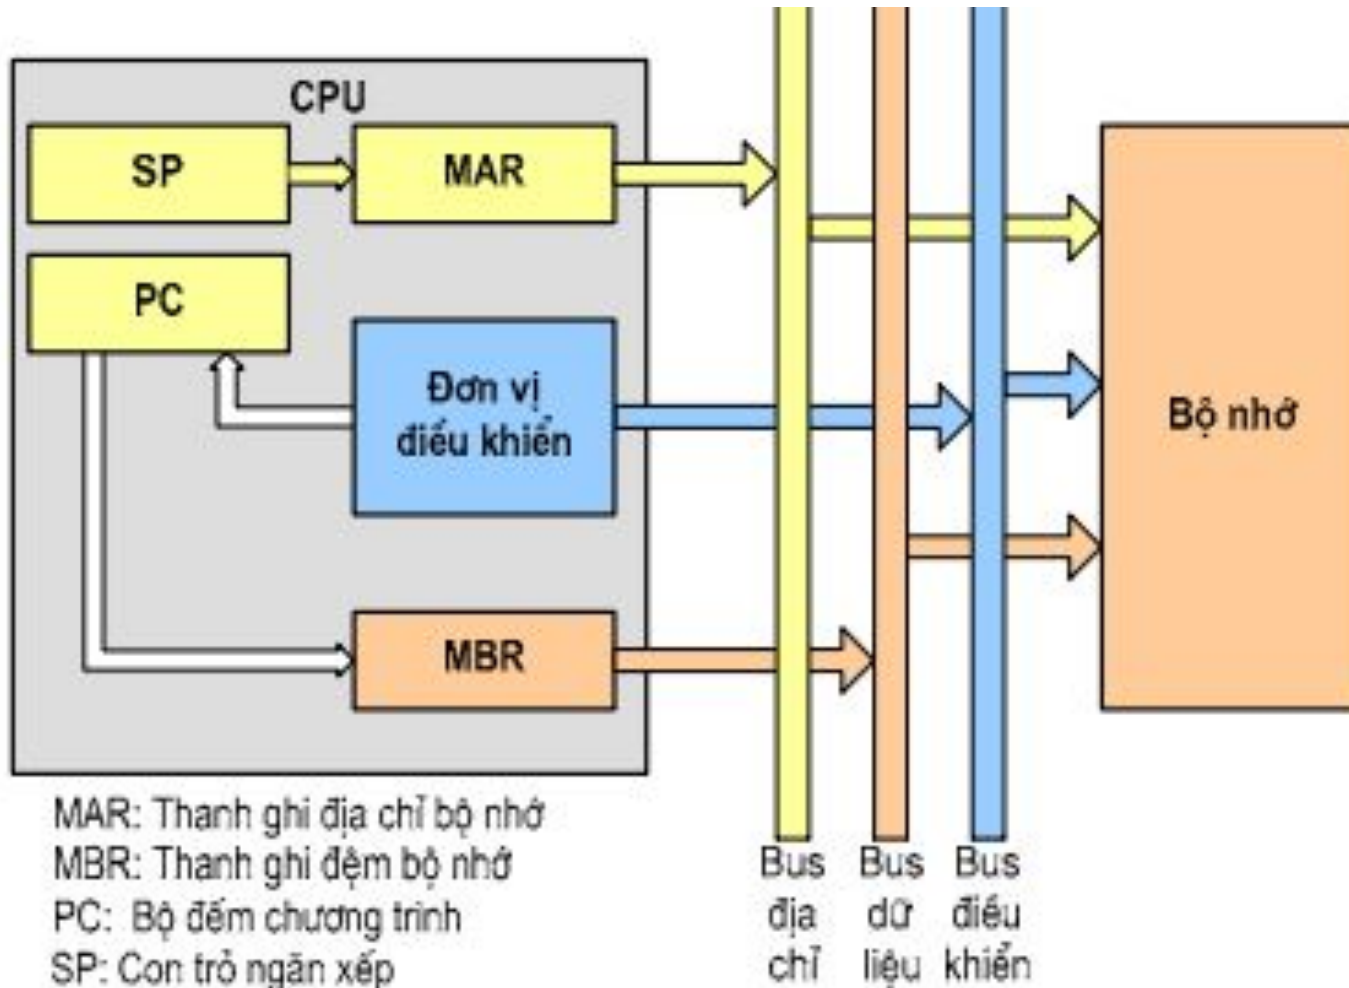 CPU
SP
MAR
PC
Đơn vị
điều khiển
Bộ nhớ
MBR
MAR: Thanh ghi địa chỉ bộ nhớ
MBR: Thanh ghi đệm bộ nhớ
PC: Bộ đếm chương trình
SP: Con trỏ ngăn xếp
Bus
địa
chỉ
Bus
dữ
liệu
Bus
điều
khiển